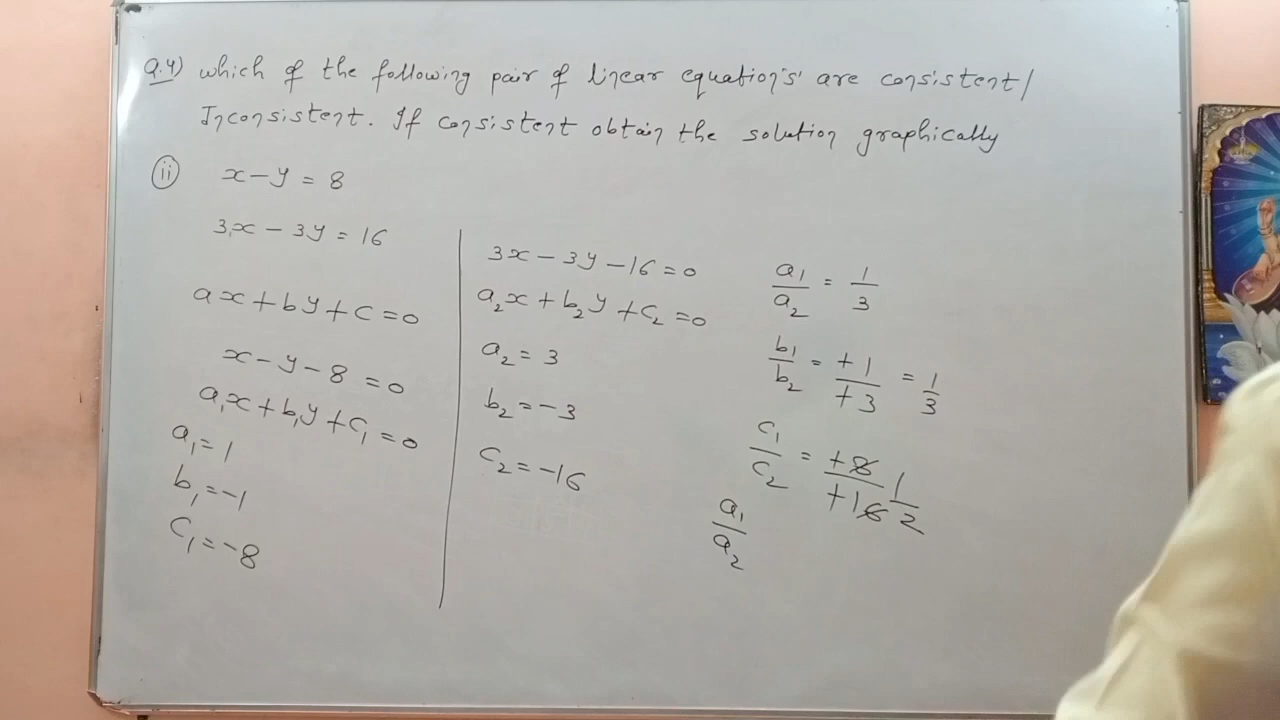 Q.4) which of the following pair of linear equation's' are consistent/
Inconsistent. If consistent obtain the solution graphically
(ii) x - y = 8
3x - 3y = 16
ax + by + c = 0
x - y - 8 = 0
a₁x + b₁y + c₁ = 0
a₁ = 1
b₁ = -1
c₁ = -8
3x - 3y - 16 = 0
a₂x + b₂y + c₂ = 0
a₂ = 3
b₂ = -3
c₂ = -16
a₁/a₂ = 1/3
b₁/b₂ = +1/+3 = 1/3
c₁/c₂ = +8/+16 1/2
a₁/a₂